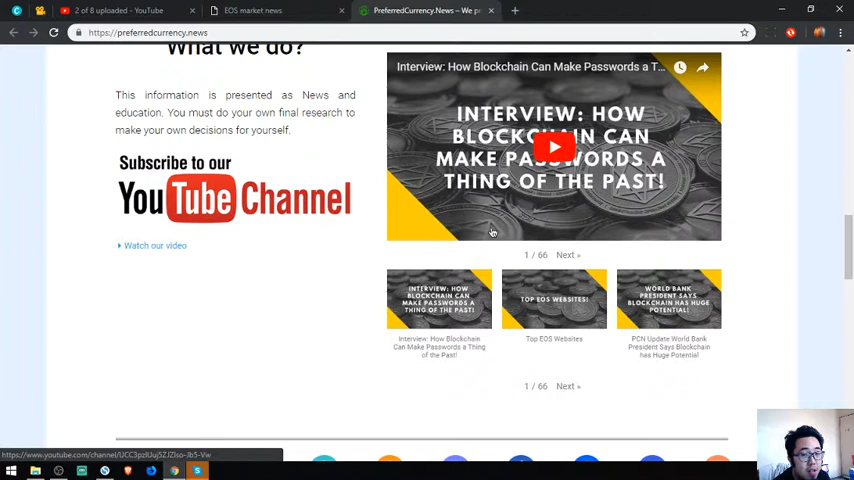 2 of 8 uploaded - YouTube
EOS market news
PreferredCurrency.News – We pr
https://preferredcurrency.news
What we do?
This information is presented as News and
education. You must do your own final research to
make your own decisions for yourself.
Subscribe to our
YouTube Channel
Watch our video
Interview: How Blockchain Can Make Passwords a T...
INTERVIEW: HOW
BLOCKCHAIN CAN
MAKE PASSWORDS A
THING OF THE PAST!
1 / 66 Next »
INTERVIEW: HOW
BLOCKCHAIN CAN
MAKE PASSWORDS A
THING OF THE PAST!
TOP EOS WEBSITES!
WORLD BANK
PRESIDENT SAYS
BLOCKCHAIN HAS HUGE
POTENTIAL!
Interview: How Blockchain
Can Make Passwords a Thing
of the Past!
Top EOS Websites
PCN Update World Bank
President Says Blockchain
has Huge Potential
1 / 66 Next »